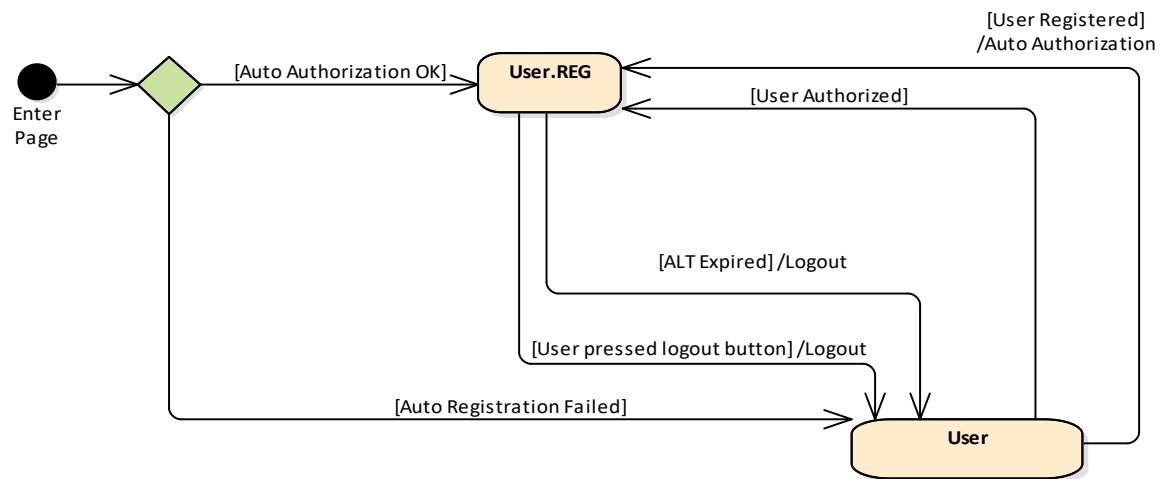 [User Registered]
/Auto Authorization
[Auto Authorization OK]
User.REG
[User Authorized]
Enter
Page
[ALT Expired] /Logout
[User pressed logout button] /Logout
[Auto Registration Failed]
User